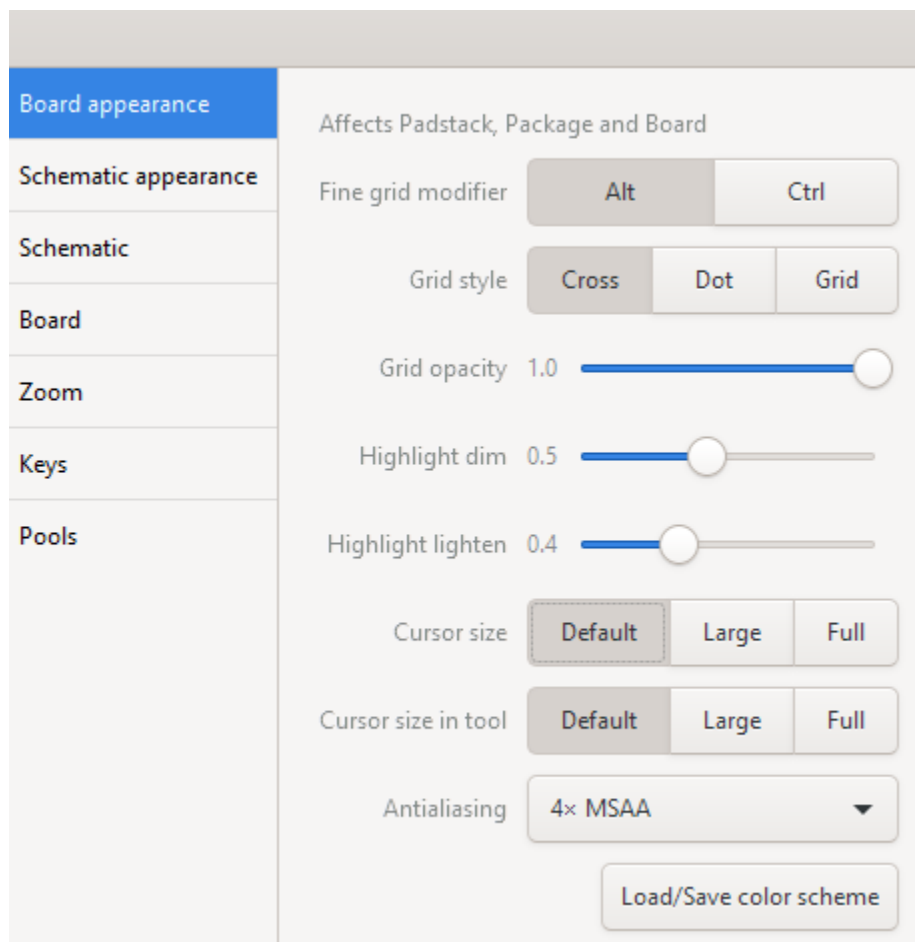 Board appearance
Schematic appearance
Schematic
Board
Zoom
Keys
Pools
Affects Padstack, Package and Board
Fine grid modifier Alt Ctrl
Grid style Cross Dot Grid
Grid opacity 1.0
Highlight dim 0.5
Highlight lighten 0.4
Cursor size Default Large Full
Cursor size in tool Default Large Full
Antialiasing 4× MSAA
Load/Save color scheme